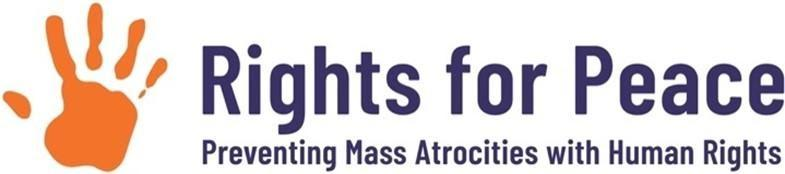 Rights for Peace
Preventing Mass Atrocities with Human Rights